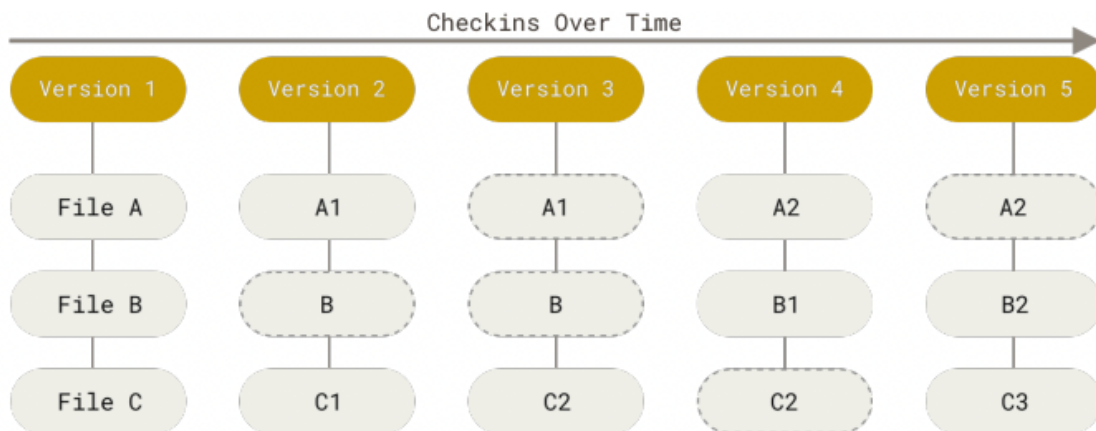 Checkins Over Time
Version 1 Version 2 Version 3 Version 4 Version 5
File A A1 A1 A2 A2
File B B B B1 B2
File C C1 C2 C2 C3